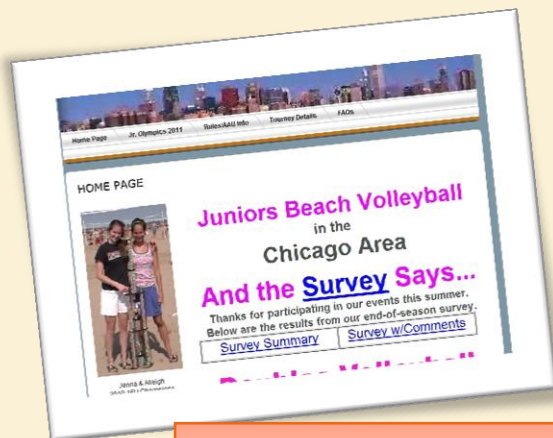 Home Page Jr. Olympics 2011 Rules/AAU Info Tourney Details FAQs
HOME PAGE
Juniors Beach Volleyball
in the
Chicago Area
And the Survey Says...
Thanks for participating in our events this summer.
Below are the results from our end-of-season survey.
Survey Summary Survey w/Comments
Jenna & Alleigh